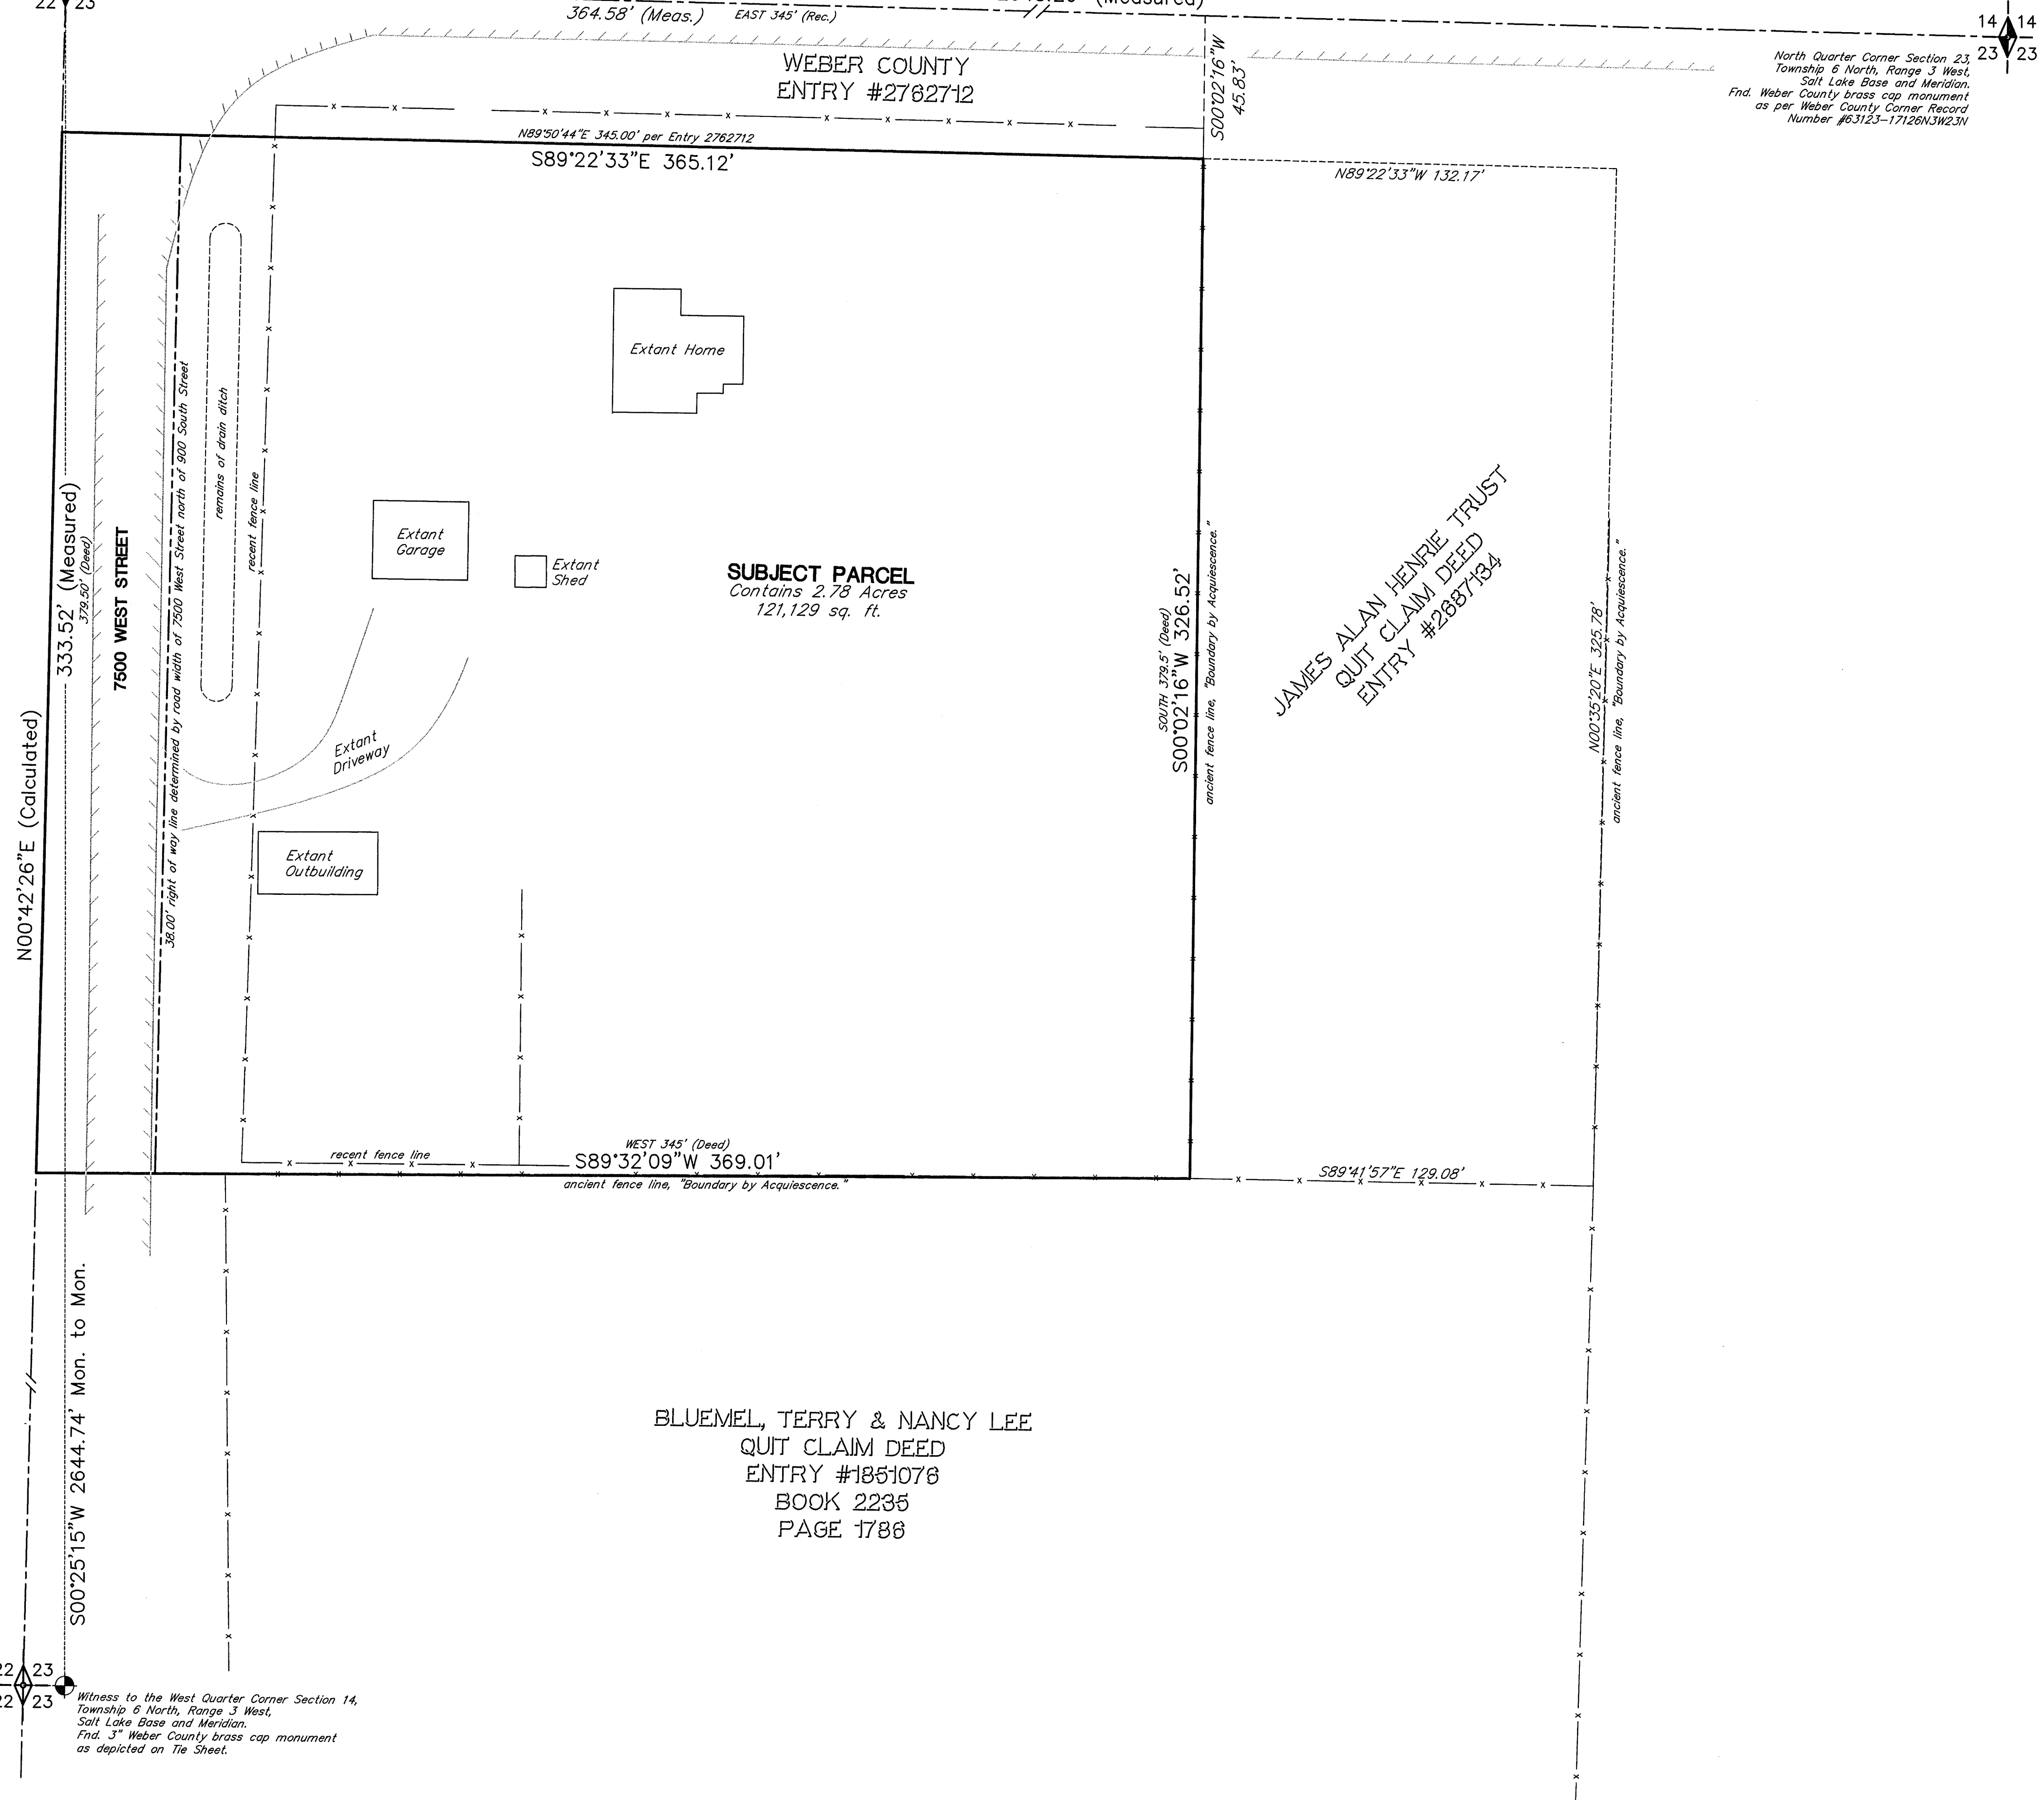 22 23
364.58' (Meas.) EAST 345' (Rec.)
(Measured)
14 14
23 23
North Quarter Corner Section 23,
Township 6 North, Range 3 West,
Salt Lake Base and Meridian.
Fnd. Weber County brass cap monument
as per Weber County Corner Record
Number #63123-17126N3W23N
WEBER COUNTY
ENTRY #2762712
S00°02'16"W
45.83'
N89°50'44"E 345.00' per Entry 2762712
S89°22'33"E 365.12'
N89°22'33"W 132.17'
Extant Home
remains of drain ditch
38.00' right of way line determined by road width of 7500 West Street north of 900 South Street
recent fence line
333.52' (Measured)
379.50' (Deed)
7500 WEST STREET
N00°42'26"E (Calculated)
Extant
Garage
Extant
Shed
SUBJECT PARCEL
Contains 2.78 Acres
121,129 sq. ft.
SOUTH 379.5' (Deed)
S00°02'16"W 326.52'
ancient fence line, "Boundary by Acquiescence."
JAMES ALAN HENRIE TRUST
QUIT CLAIM DEED
ENTRY #2687134
N00°35'20"E 325.78'
ancient fence line, "Boundary by Acquiescence."
Extant
Driveway
Extant
Outbuilding
recent fence line
WEST 345' (Deed)
S89°32'09"W 369.01'
ancient fence line, "Boundary by Acquiescence."
S89°41'57"E 129.08'
S00°25'15"W 2644.74' Mon. to Mon.
BLUEMEL, TERRY & NANCY LEE
QUIT CLAIM DEED
ENTRY #1851076
BOOK 2235
PAGE 1786
22 23
22 23
Witness to the West Quarter Corner Section 14,
Township 6 North, Range 3 West,
Salt Lake Base and Meridian.
Fnd. 3" Weber County brass cap monument
as depicted on Tie Sheet.